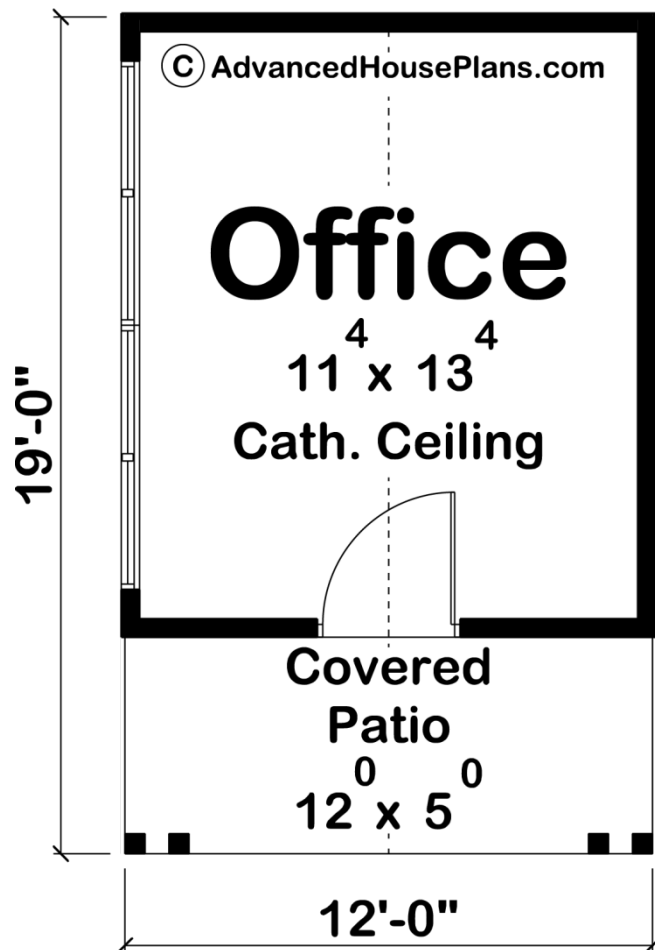 © AdvancedHousePlans.com
Office
11⁴ x 13⁴
Cath. Ceiling
19'-0"
Covered
Patio
12⁰ x 5⁰
12'-0"